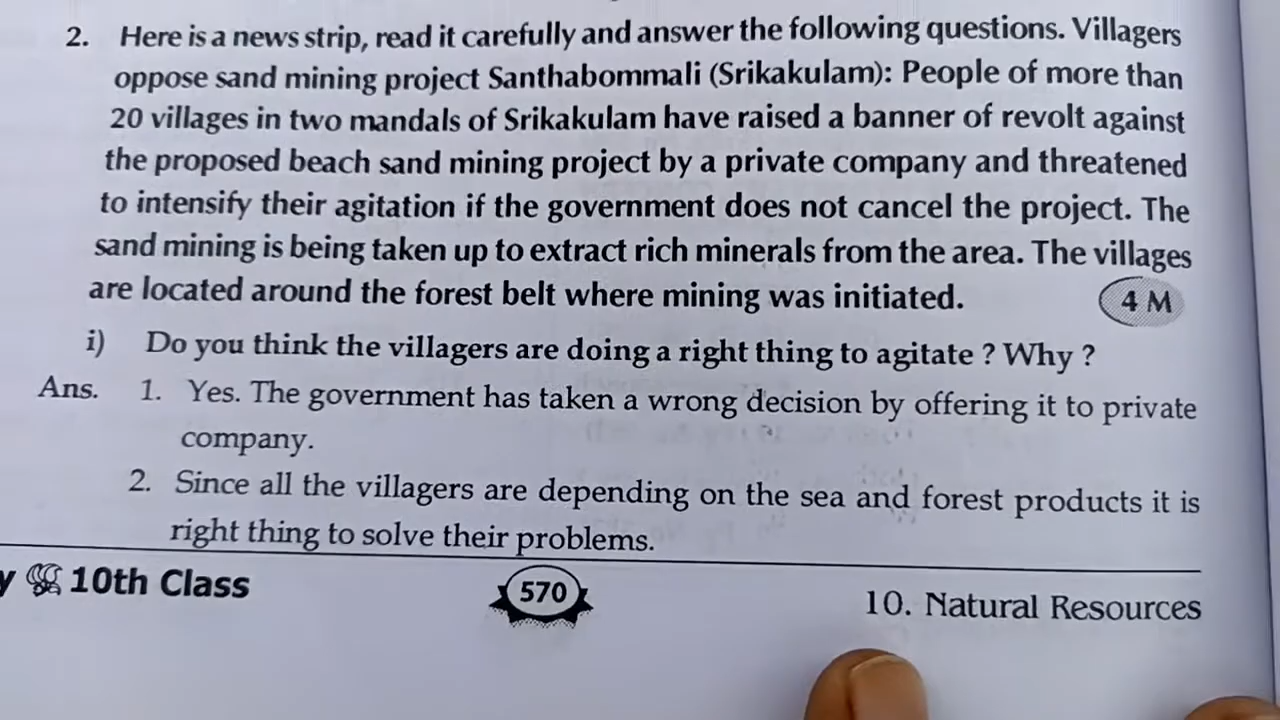 2. Here is a news strip, read it carefully and answer the following questions. Villagers
oppose sand mining project Santhabommali (Srikakulam): People of more than
20 villages in two mandals of Srikakulam have raised a banner of revolt against
the proposed beach sand mining project by a private company and threatened
to intensify their agitation if the government does not cancel the project. The
sand mining is being taken up to extract rich minerals from the area. The villages
are located around the forest belt where mining was initiated. 4 M
i) Do you think the villagers are doing a right thing to agitate ? Why ?
Ans. 1. Yes. The government has taken a wrong decision by offering it to private
company.
2. Since all the villagers are depending on the sea and forest products it is
right thing to solve their problems.
y 10th Class 570 10. Natural Resources